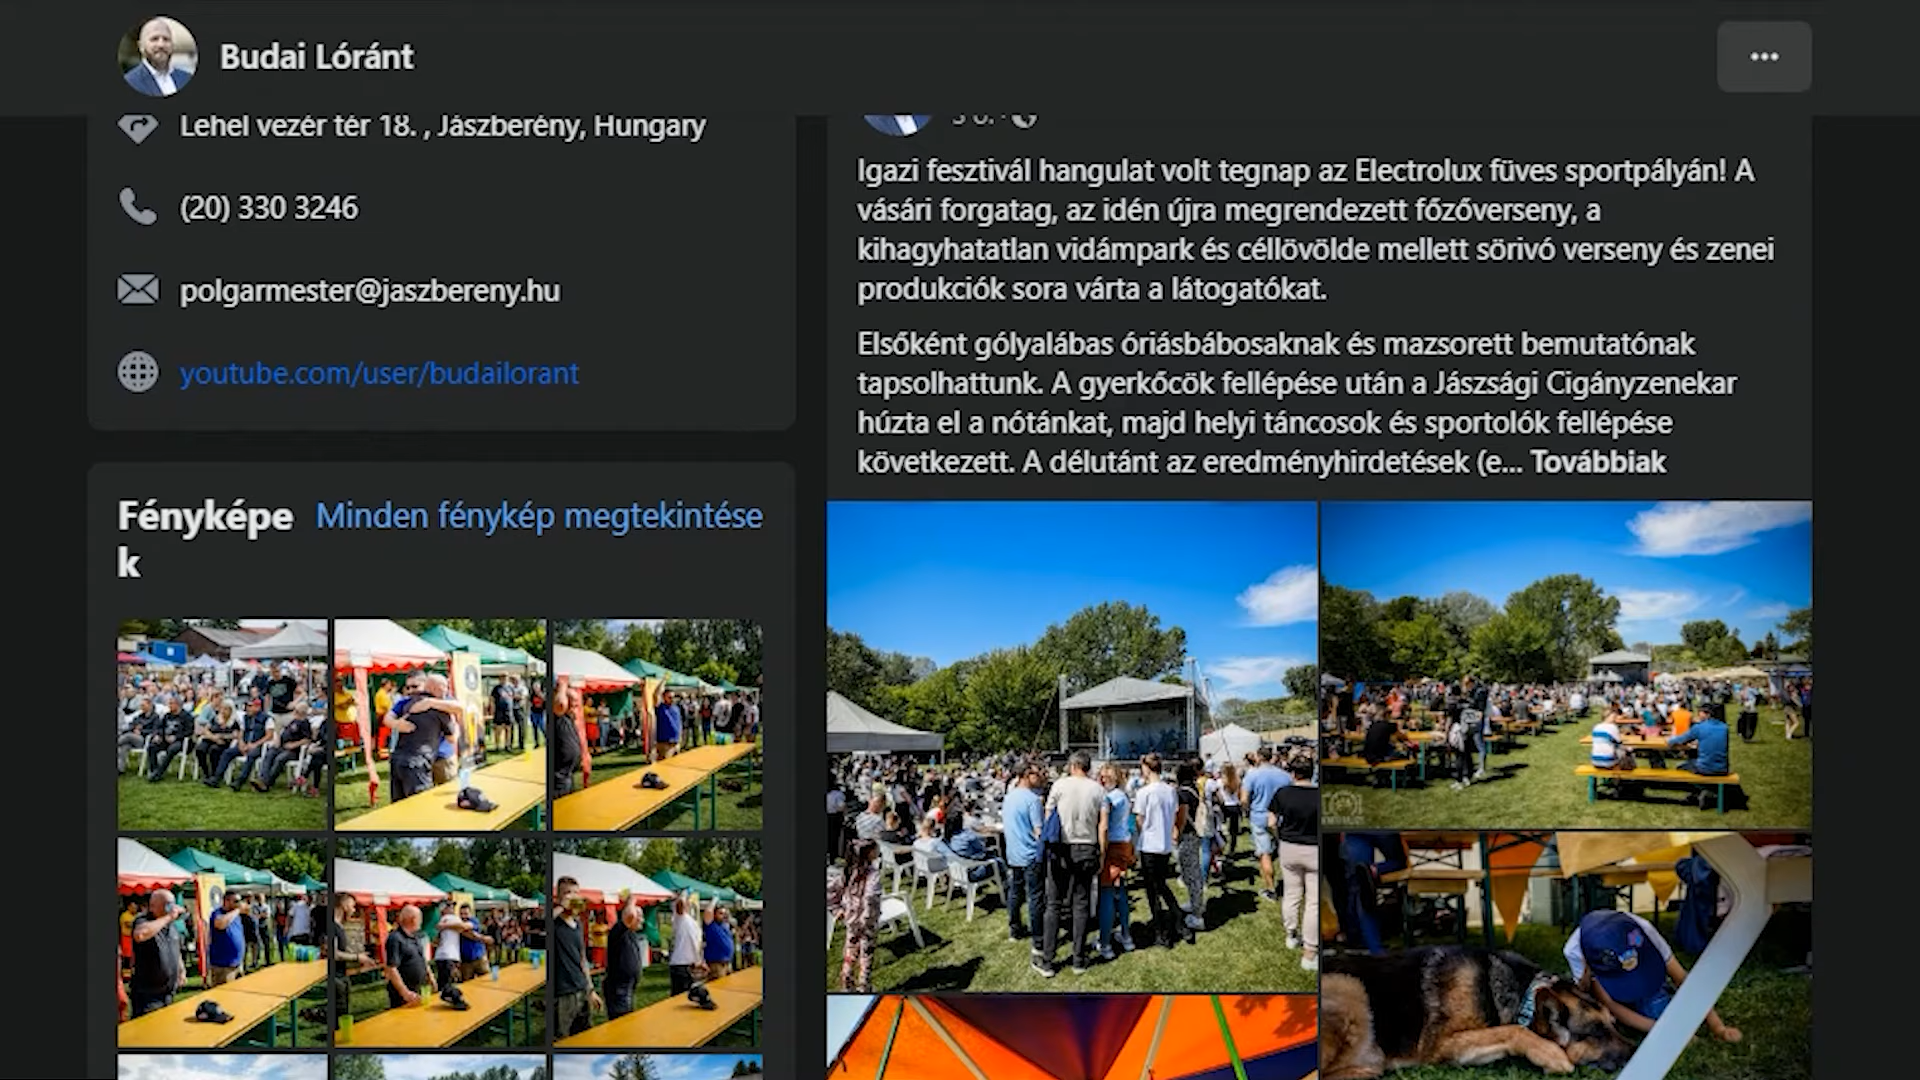 Budai Lóránt
Lehel vezér tér 18. , Jászberény, Hungary
(20) 330 3246
polgarmester@jaszbereny.hu
youtube.com/user/budailorant
Fényképe
k
Minden fénykép megtekintése
Igazi fesztivál hangulat volt tegnap az Electrolux füves sportpályán! A
vásári forgatag, az idén újra megrendezett főzőverseny, a
kihagyhatatlan vidámpark és céllövölde mellett sörivó verseny és zenei
produkciók sora várta a látogatókat.
Elsőként gólyalábas óriásbábosaknak és mazsorett bemutatónak
tapsolhattunk. A gyerkőcök fellépése után a Jászsági Cigányzenekar
húzta el a nótánkat, majd helyi táncosok és sportolók fellépése
következett. A délutánt az eredményhirdetések (e... Továbbiak